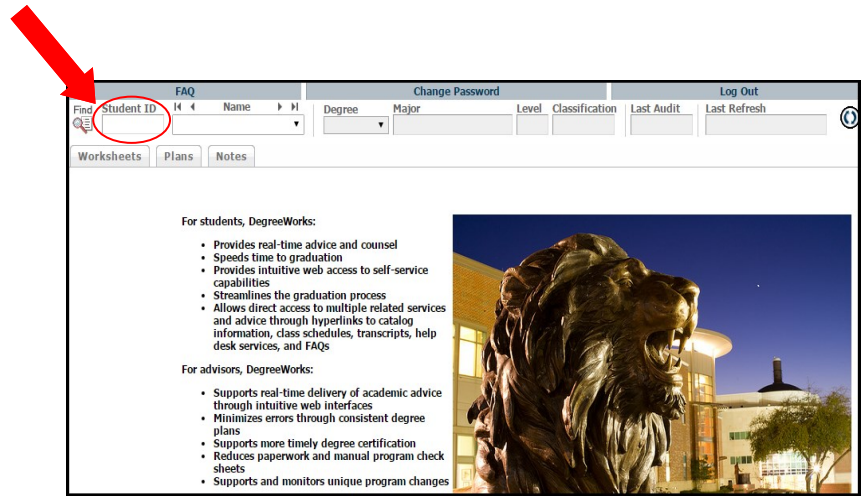 FAQ Change Password Log Out
Find Student ID Name Degree Major Level Classification Last Audit Last Refresh
Worksheets Plans Notes
For students, DegreeWorks:
• Provides real-time advice and counsel
• Speeds time to graduation
• Provides intuitive web access to self-service
capabilities
• Streamlines the graduation process
• Allows direct access to multiple related services
and advice through hyperlinks to catalog
information, class schedules, transcripts, help
desk services, and FAQs
For advisors, DegreeWorks:
• Supports real-time delivery of academic advice
through intuitive web interfaces
• Minimizes errors through consistent degree
plans
• Supports more timely degree certification
• Reduces paperwork and manual program check
sheets
• Supports and monitors unique program changes